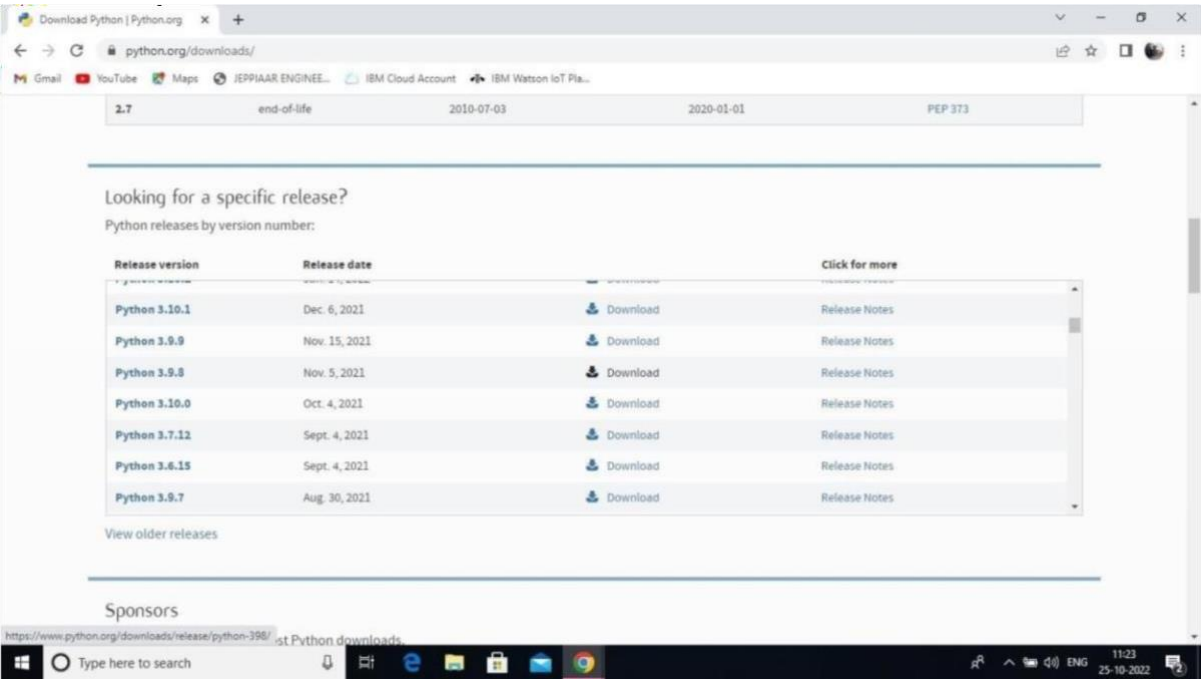 Download Python | Python.org
python.org/downloads/
Gmail YouTube Maps JEPPIAAR ENGINEE... IBM Cloud Account IBM Watson IoT Pla...
2.7 end-of-life 2010-07-03 2020-01-01 PEP 373
Looking for a specific release?
Python releases by version number:
Release version Release date Click for more
Python 3.10.1 Dec. 6, 2021 Download Release Notes
Python 3.9.9 Nov. 15, 2021 Download Release Notes
Python 3.9.8 Nov. 5, 2021 Download Release Notes
Python 3.10.0 Oct. 4, 2021 Download Release Notes
Python 3.7.12 Sept. 4, 2021 Download Release Notes
Python 3.6.15 Sept. 4, 2021 Download Release Notes
Python 3.9.7 Aug. 30, 2021 Download Release Notes
View older releases
Sponsors
https://www.python.org/downloads/release/python-398/ st Python downloads.
Type here to search ENG 11:23
25-10-2022 2